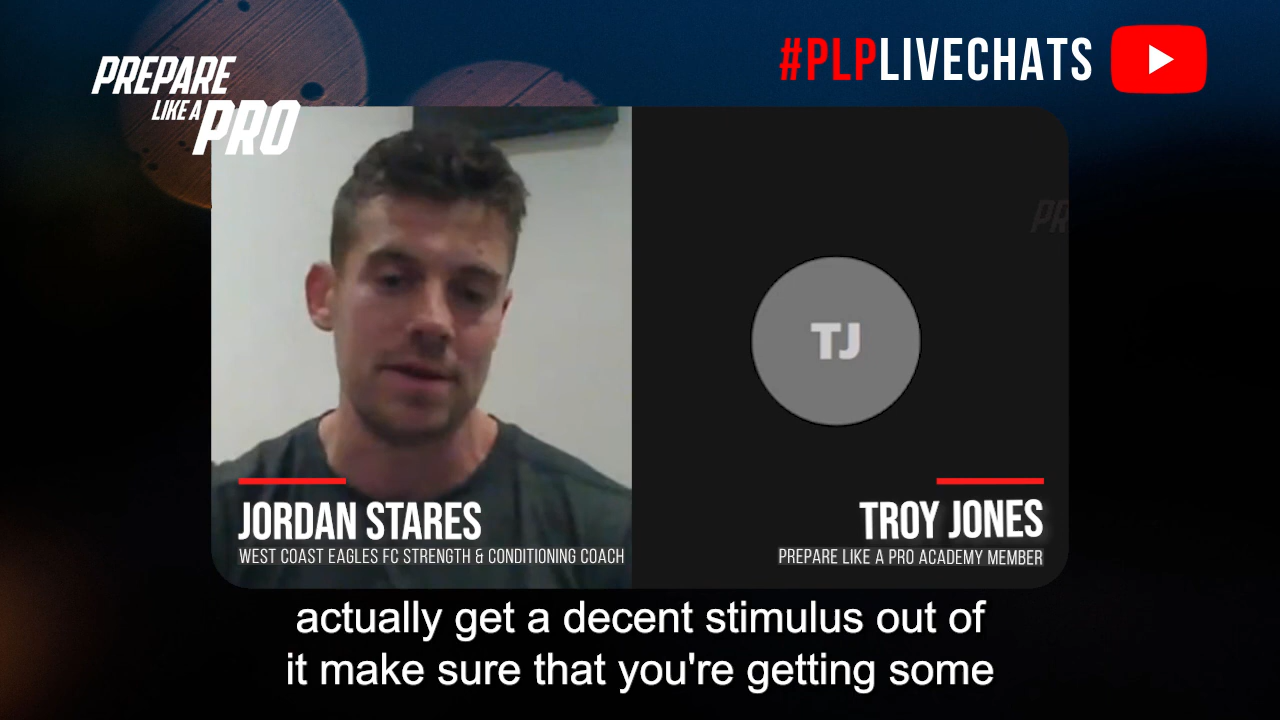 PREPARE
LIKE A
PRO
#PLPLIVECHATS
PR
TJ
JORDAN STARES
WEST COAST EAGLES FC STRENGTH & CONDITIONING COACH
TROY JONES
PREPARE LIKE A PRO ACADEMY MEMBER
actually get a decent stimulus out of
it make sure that you're getting some